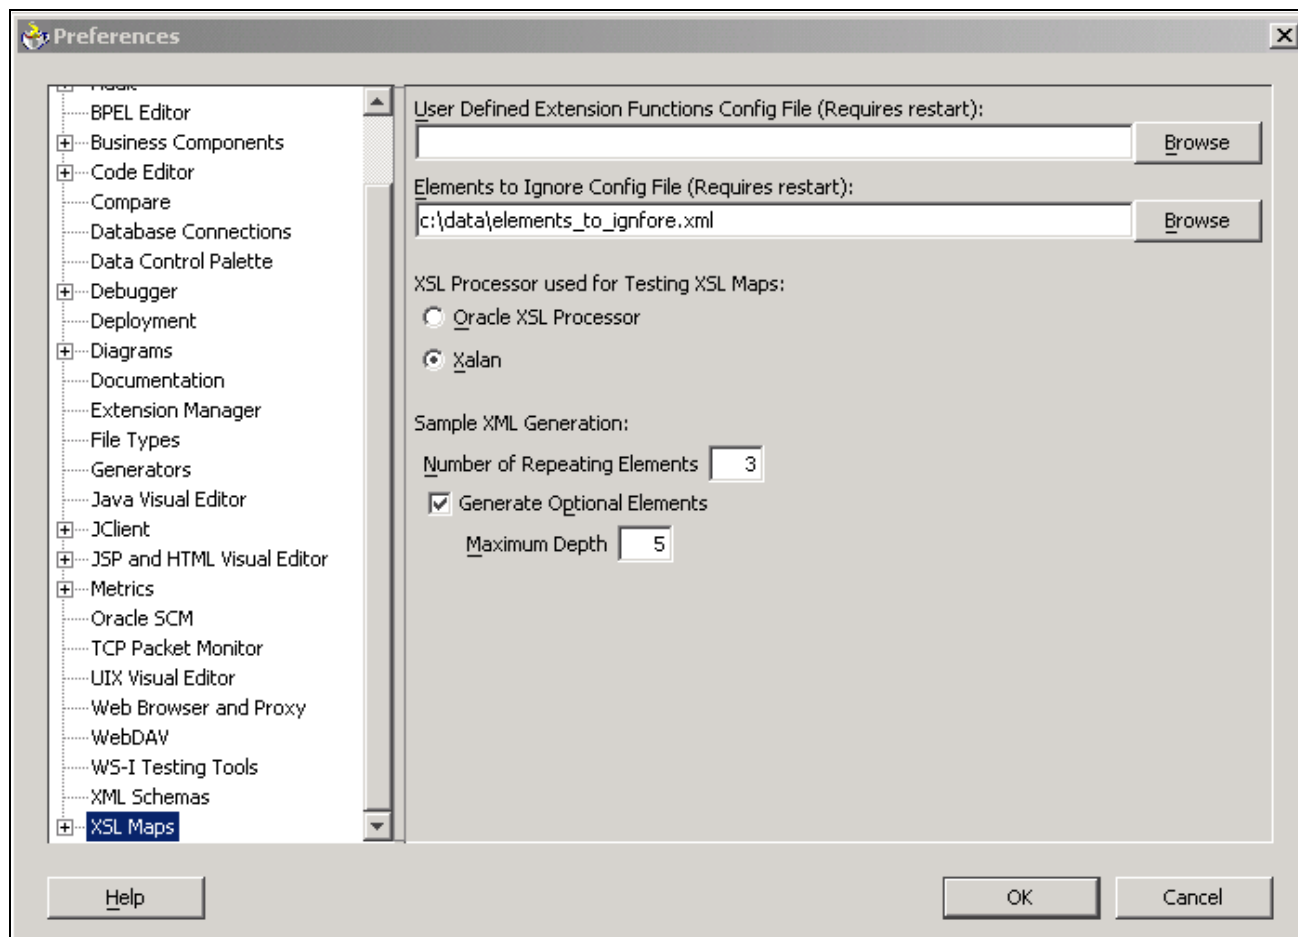 Preferences
BPEL Editor
Business Components
Code Editor
Compare
Database Connections
Data Control Palette
Debugger
Deployment
Diagrams
Documentation
Extension Manager
File Types
Generators
Java Visual Editor
JClient
JSP and HTML Visual Editor
Metrics
Oracle SCM
TCP Packet Monitor
UIX Visual Editor
Web Browser and Proxy
WebDAV
WS-I Testing Tools
XML Schemas
XSL Maps
User Defined Extension Functions Config File (Requires restart):
Browse
Elements to Ignore Config File (Requires restart):
c:\data\elements_to_ignfore.xml Browse
XSL Processor used for Testing XSL Maps:
Oracle XSL Processor
Xalan
Sample XML Generation:
Number of Repeating Elements 3
Generate Optional Elements
Maximum Depth 5
Help OK Cancel